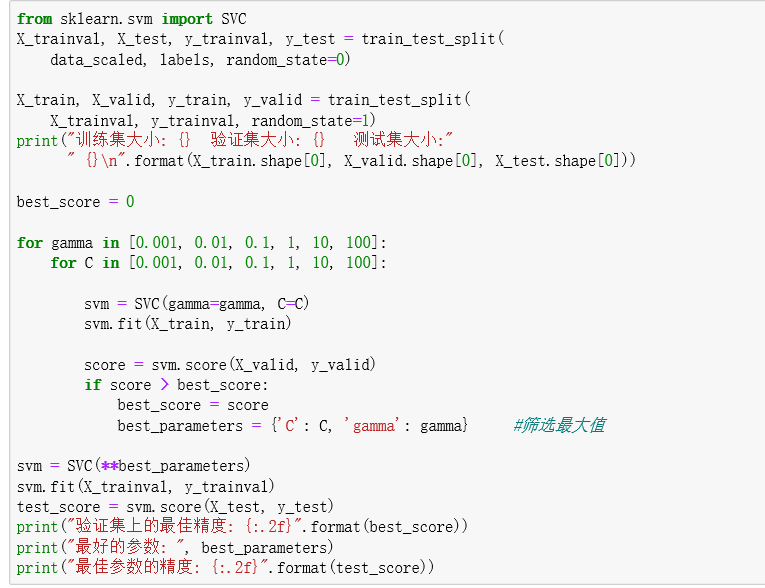 from sklearn.svm import SVC
X_trainval, X_test, y_trainval, y_test = train_test_split(
    data_scaled, labels, random_state=0)

X_train, X_valid, y_train, y_valid = train_test_split(
    X_trainval, y_trainval, random_state=1)
print("训练集大小: {}  验证集大小: {}   测试集大小:"
      " {}\n".format(X_train.shape[0], X_valid.shape[0], X_test.shape[0]))

best_score = 0

for gamma in [0.001, 0.01, 0.1, 1, 10, 100]:
    for C in [0.001, 0.01, 0.1, 1, 10, 100]:

        svm = SVC(gamma=gamma, C=C)
        svm.fit(X_train, y_train)

        score = svm.score(X_valid, y_valid)
        if score > best_score:
            best_score = score
            best_parameters = {'C': C, 'gamma': gamma}     #筛选最大值

svm = SVC(**best_parameters)
svm.fit(X_trainval, y_trainval)
test_score = svm.score(X_test, y_test)
print("验证集上的最佳精度: {:.2f}".format(best_score))
print("最好的参数: ", best_parameters)
print("最佳参数的精度: {:.2f}".format(test_score))